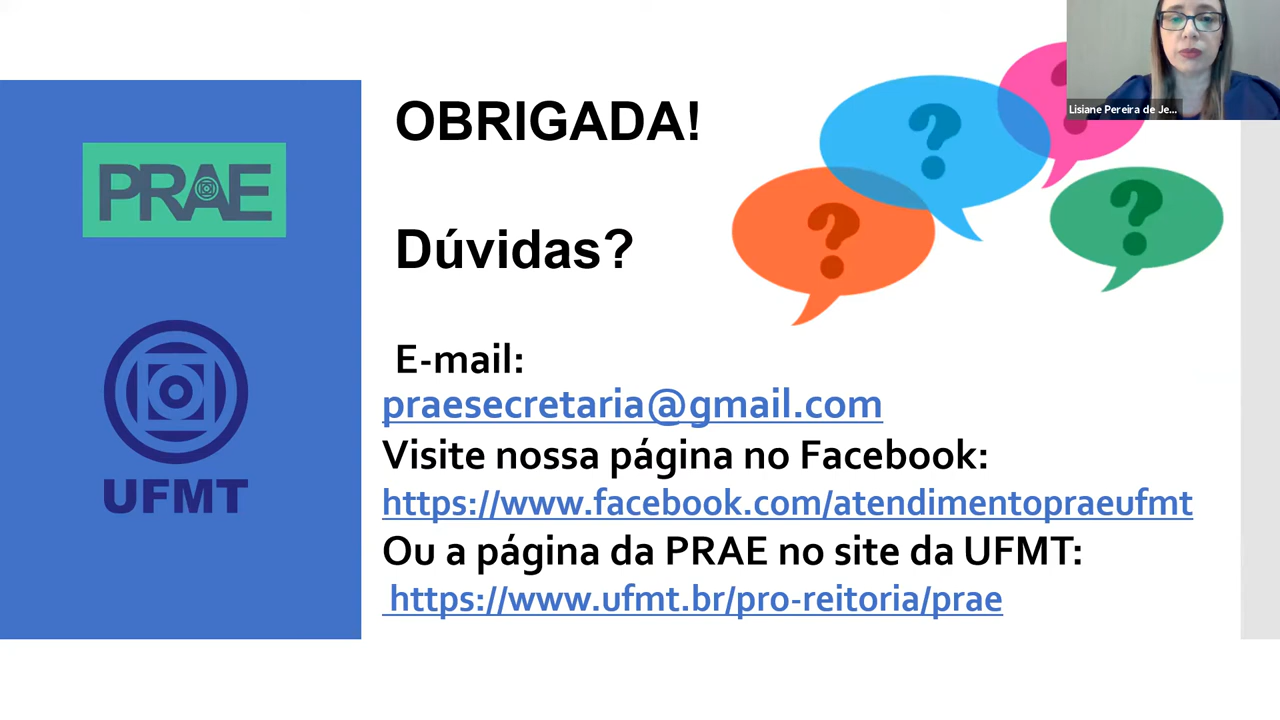 Lisiane Pereira de Je...
OBRIGADA!
PRAE
Dúvidas?
?
?
?
?
UFMT
E-mail:
praesecretaria@gmail.com
Visite nossa página no Facebook:
https://www.facebook.com/atendimentopraeufmt
Ou a página da PRAE no site da UFMT:
https://www.ufmt.br/pro-reitoria/prae